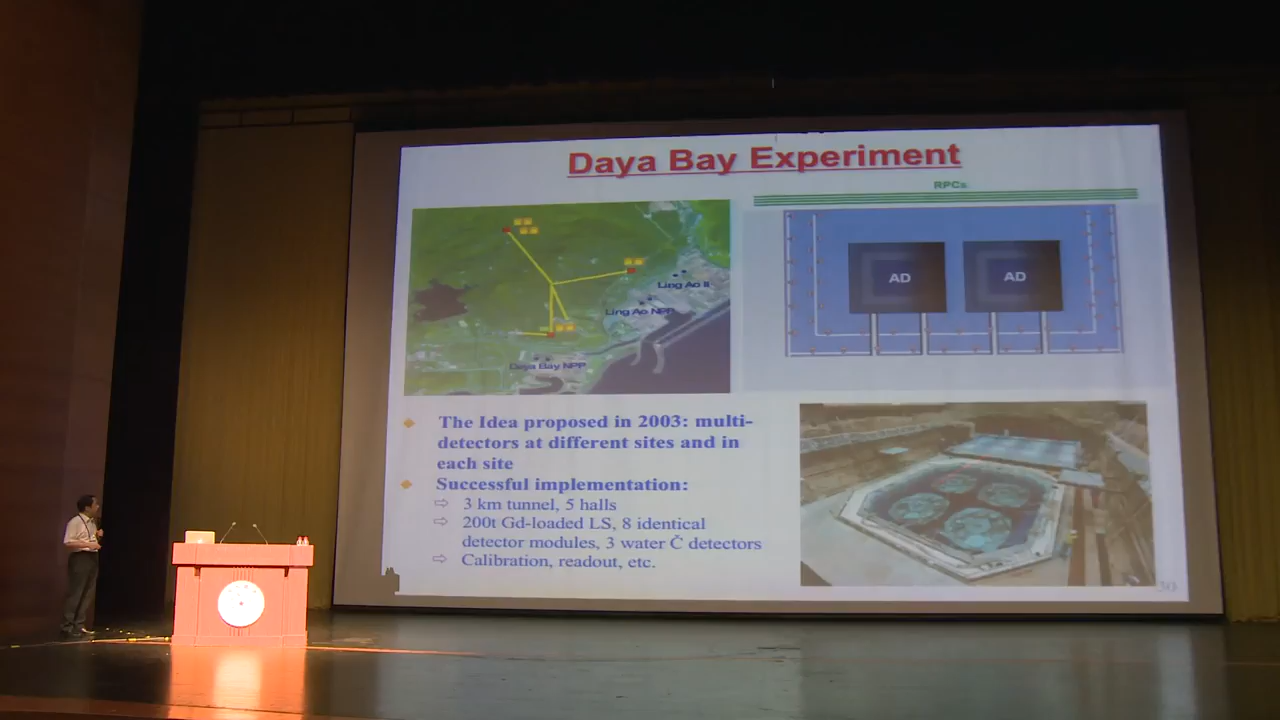 Daya Bay Experiment
RPCs
AD
AD
Ling Ao II
Ling Ao NPP
Daya Bay NPP
The Idea proposed in 2003: multi-
detectors at different sites and in
each site
Successful implementation:
3 km tunnel, 5 halls
200t Gd-loaded LS, 8 identical
detector modules, 3 water Č detectors
Calibration, readout, etc.